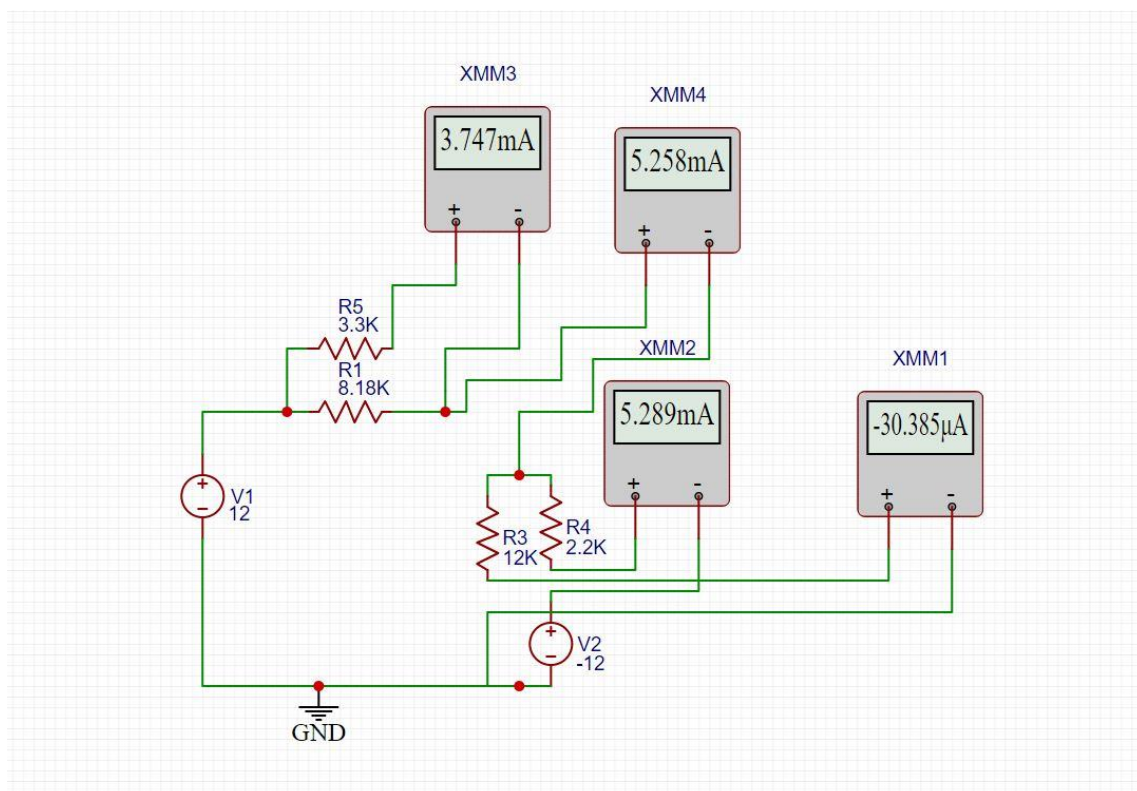 XMM3
XMM4
3.747mA
5.258mA
+ -
+ -
R5
3.3K
XMM2
XMM1
R1
8.18K
5.289mA
-30.385µA
+ -
+ -
+
-
V1
12
R3
12K
R4
2.2K
+
-
V2
-12
GND